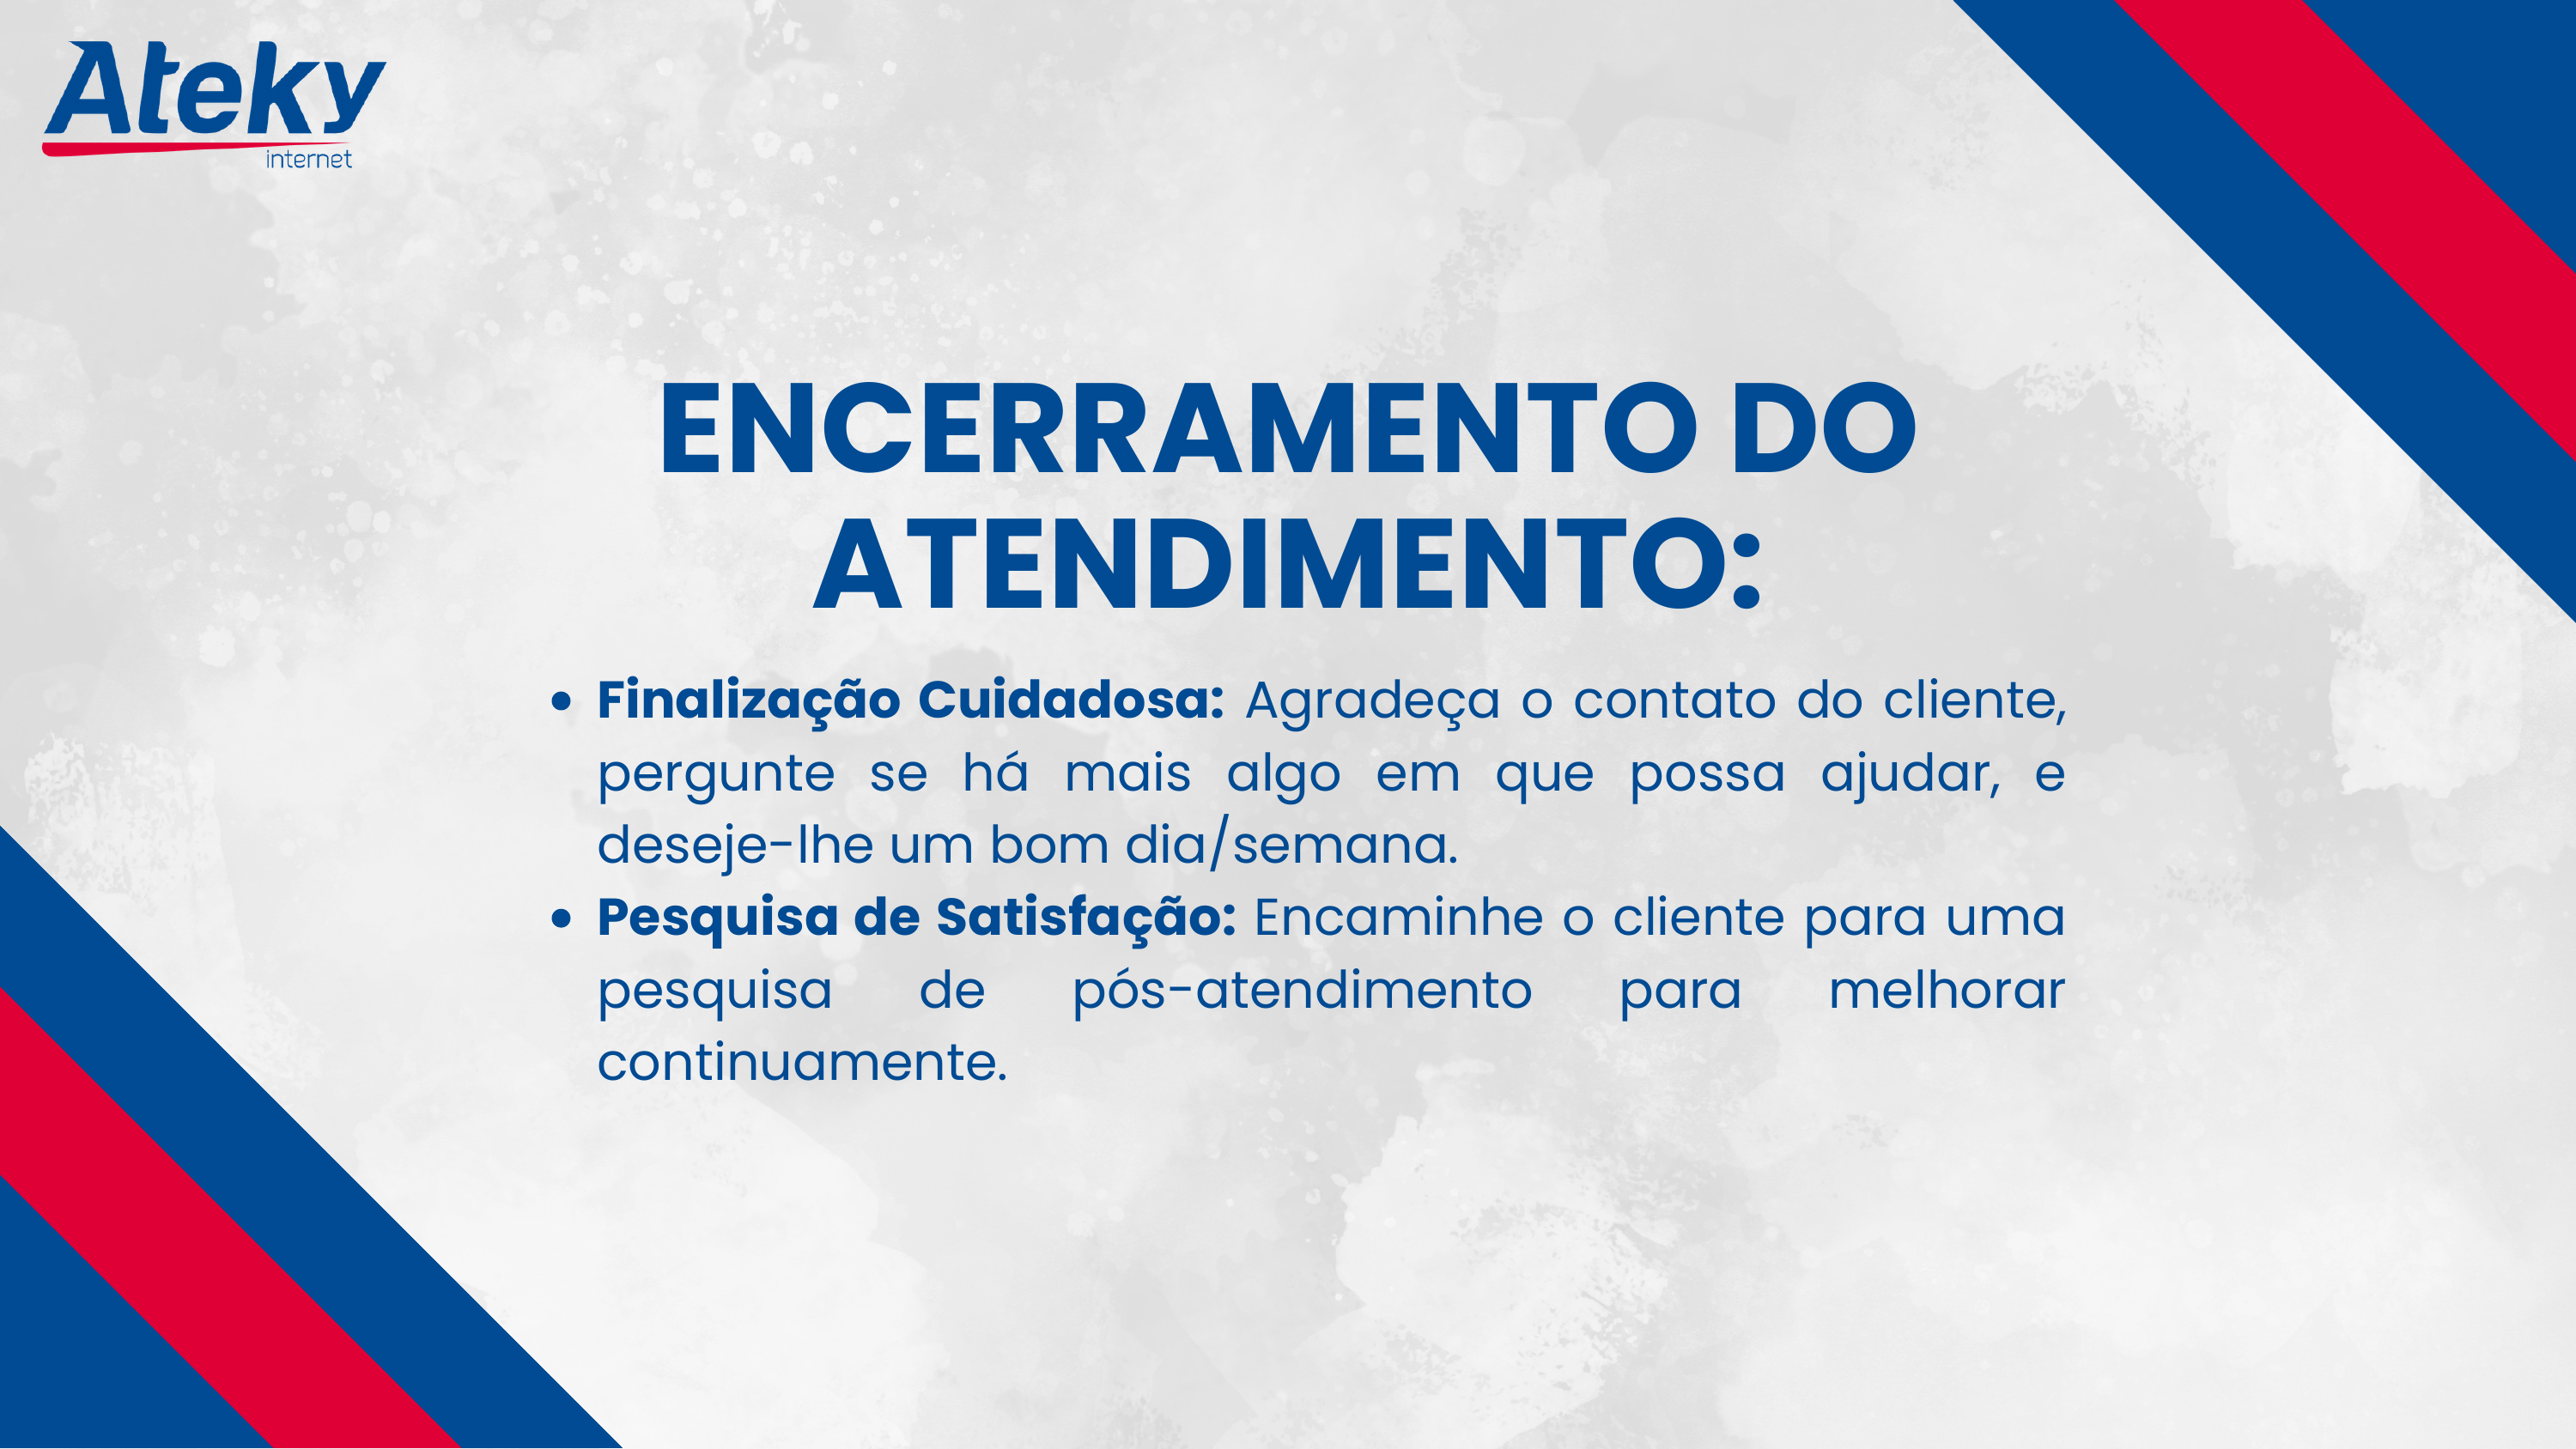 Ateky
internet
ENCERRAMENTO DO
ATENDIMENTO:
• Finalização Cuidadosa: Agradeça o contato do cliente,
pergunte se há mais algo em que possa ajudar, e
deseje-lhe um bom dia/semana.
• Pesquisa de Satisfação: Encaminhe o cliente para uma
pesquisa de pós-atendimento para melhorar
continuamente.